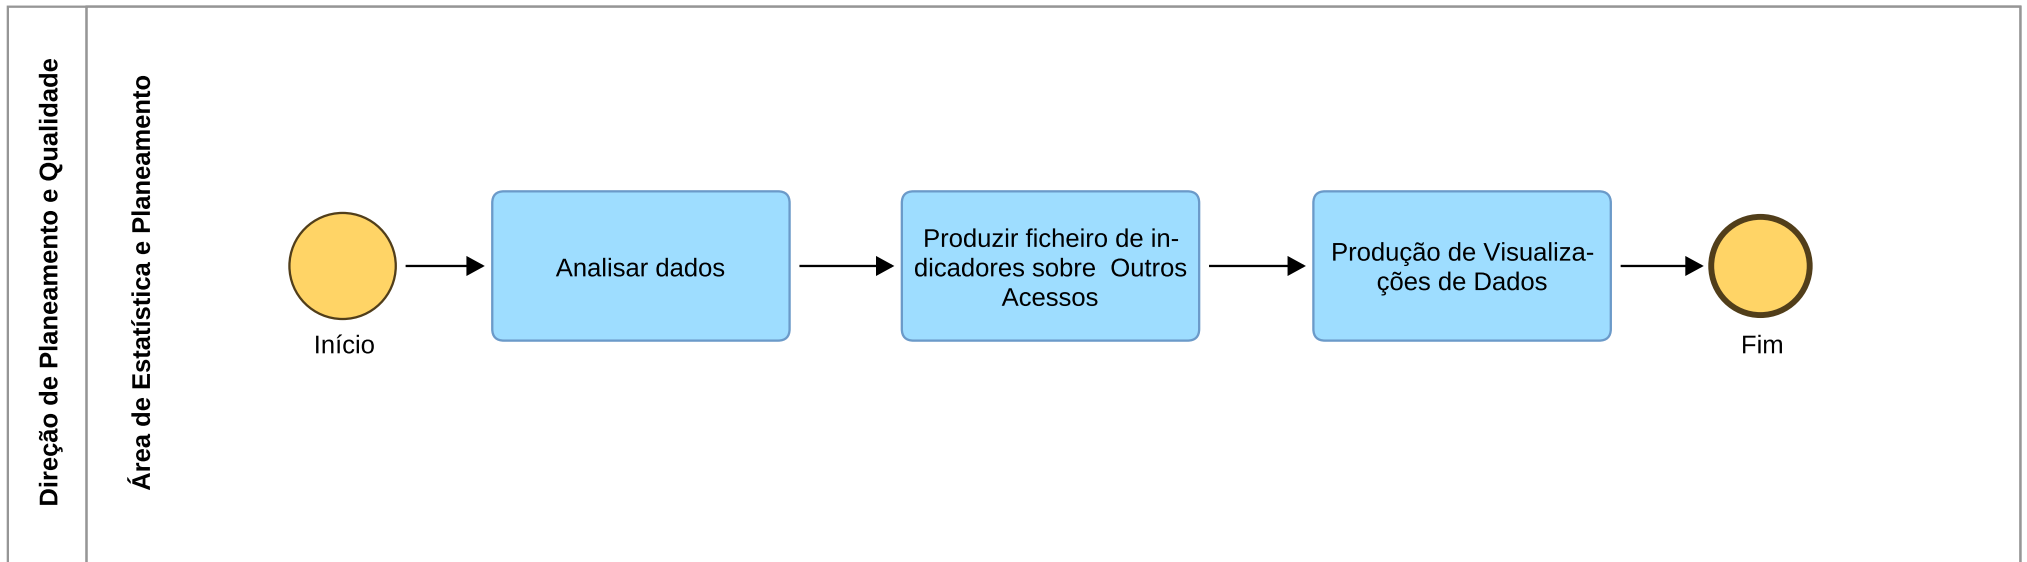 Direção de Planeamento e Qualidade
Área de Estatística e Planeamento
Início
Analisar dados
Produzir ficheiro de in-
dicadores sobre  Outros
Acessos
Produção de Visualiza-
ções de Dados
Fim